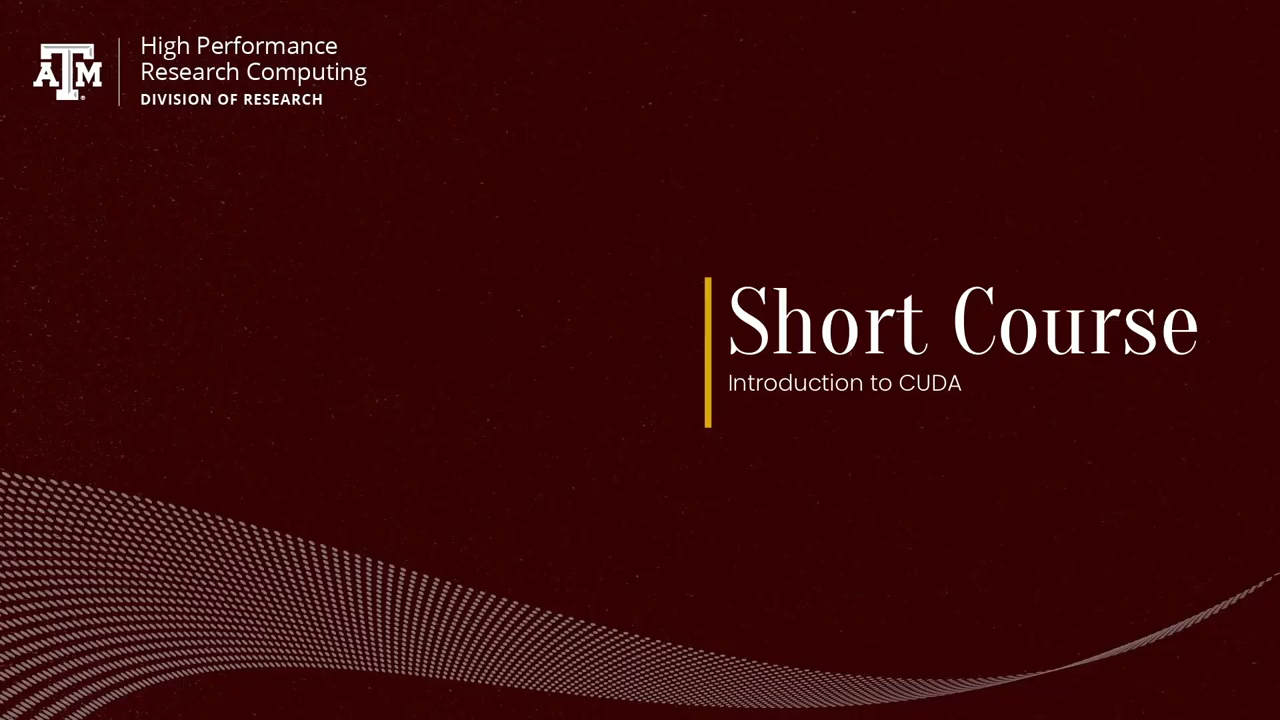 High Performance
Research Computing
DIVISION OF RESEARCH
ATM
Short Course
Introduction to CUDA